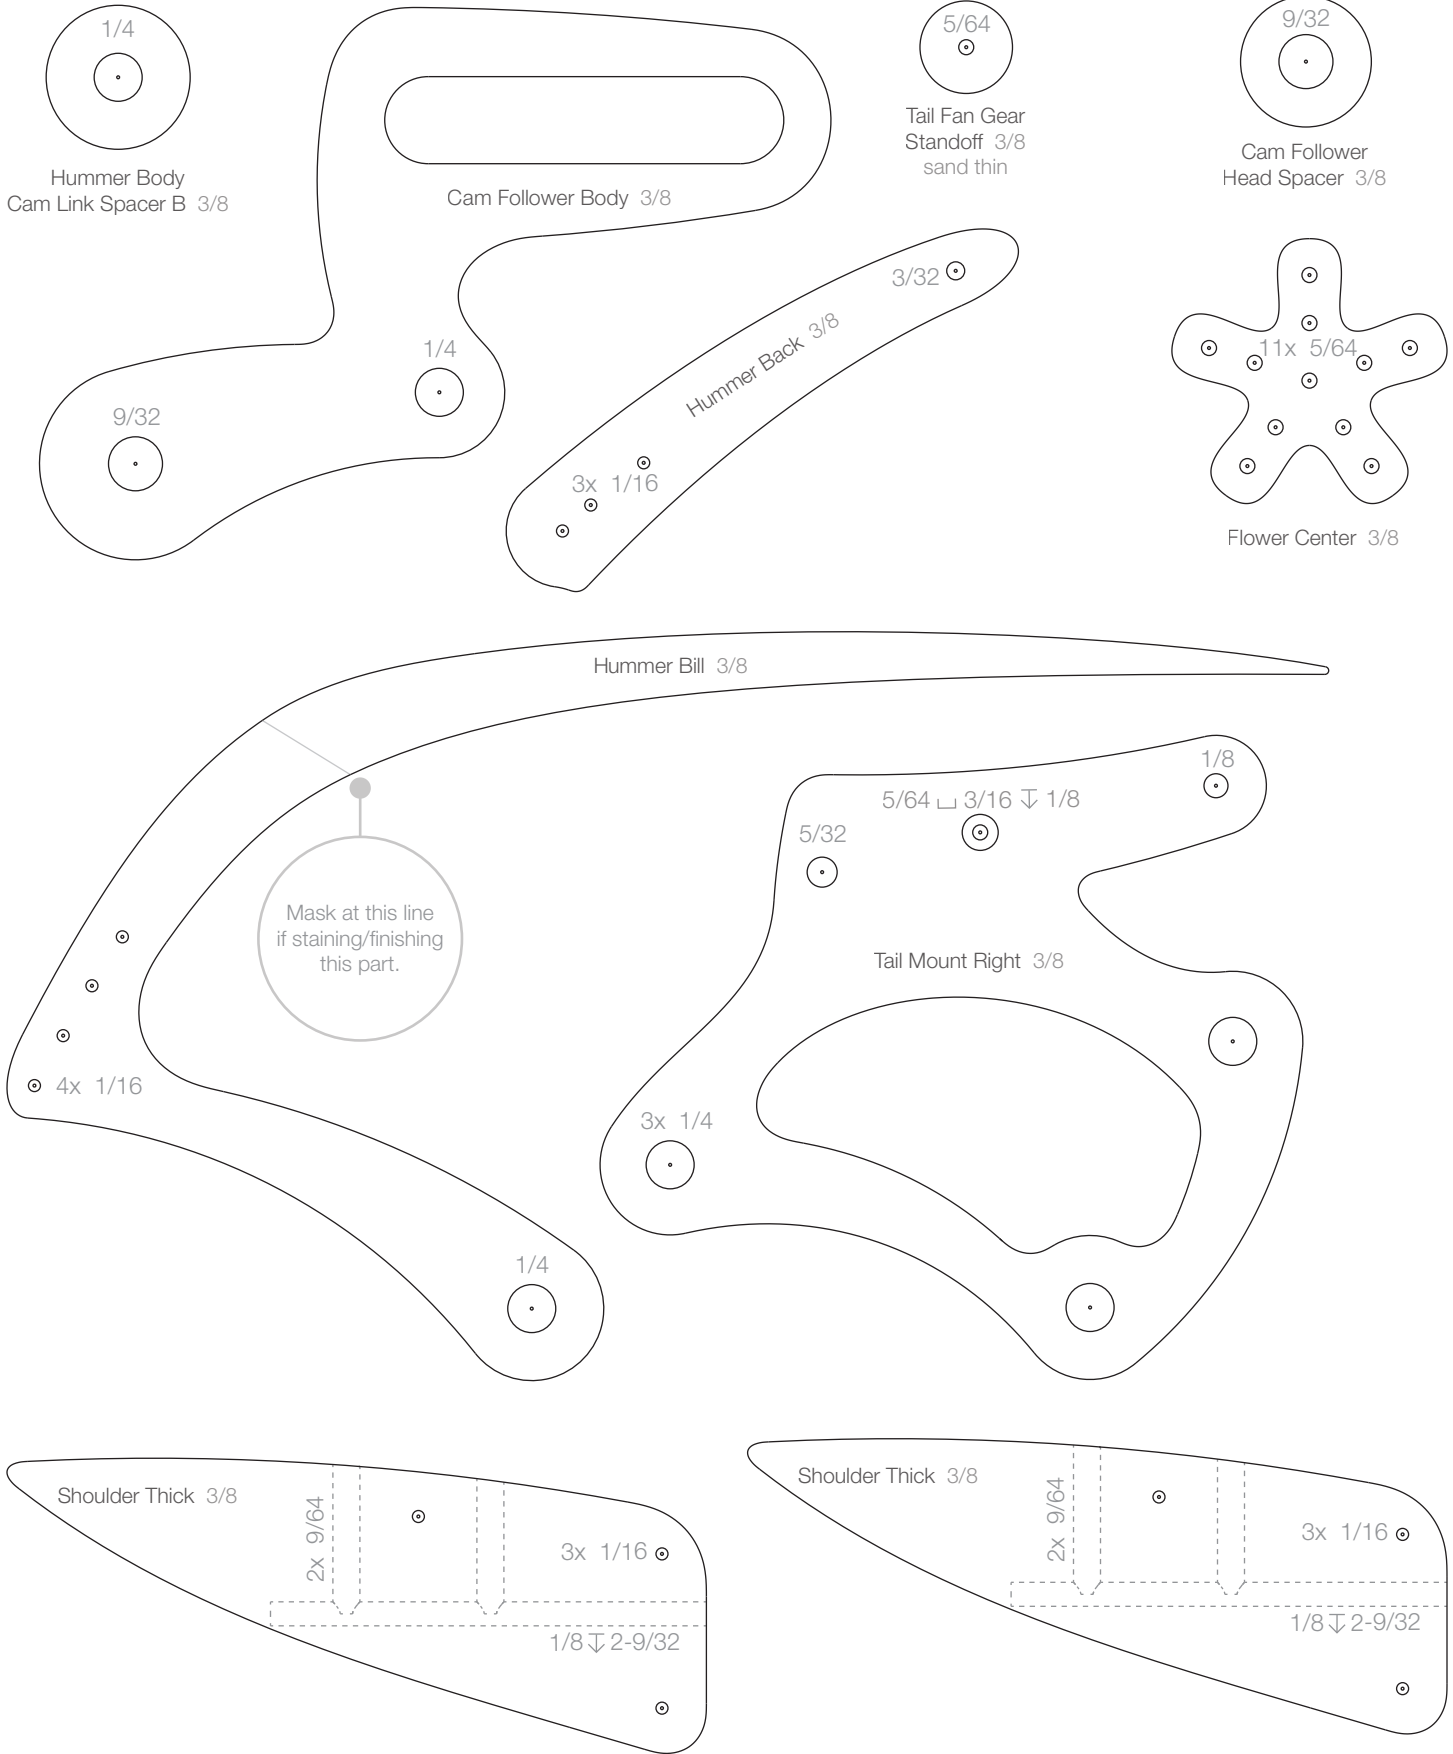 1/4
Hummer Body
Cam Link Spacer B 3/8
Cam Follower Body 3/8
9/32
1/4
5/64
Tail Fan Gear
Standoff 3/8
sand thin
9/32
Cam Follower
Head Spacer 3/8
3/32
Hummer Back 3/8
3x 1/16
11x 5/64
Flower Center 3/8
Hummer Bill 3/8
Mask at this line
if staining/finishing
this part.
4x 1/16
1/4
1/8
5/64 ⌴ 3/16 ↧ 1/8
5/32
Tail Mount Right 3/8
3x 1/4
Shoulder Thick 3/8
2x 9/64
3x 1/16
1/8 ↧ 2-9/32
Shoulder Thick 3/8
2x 9/64
3x 1/16
1/8 ↧ 2-9/32